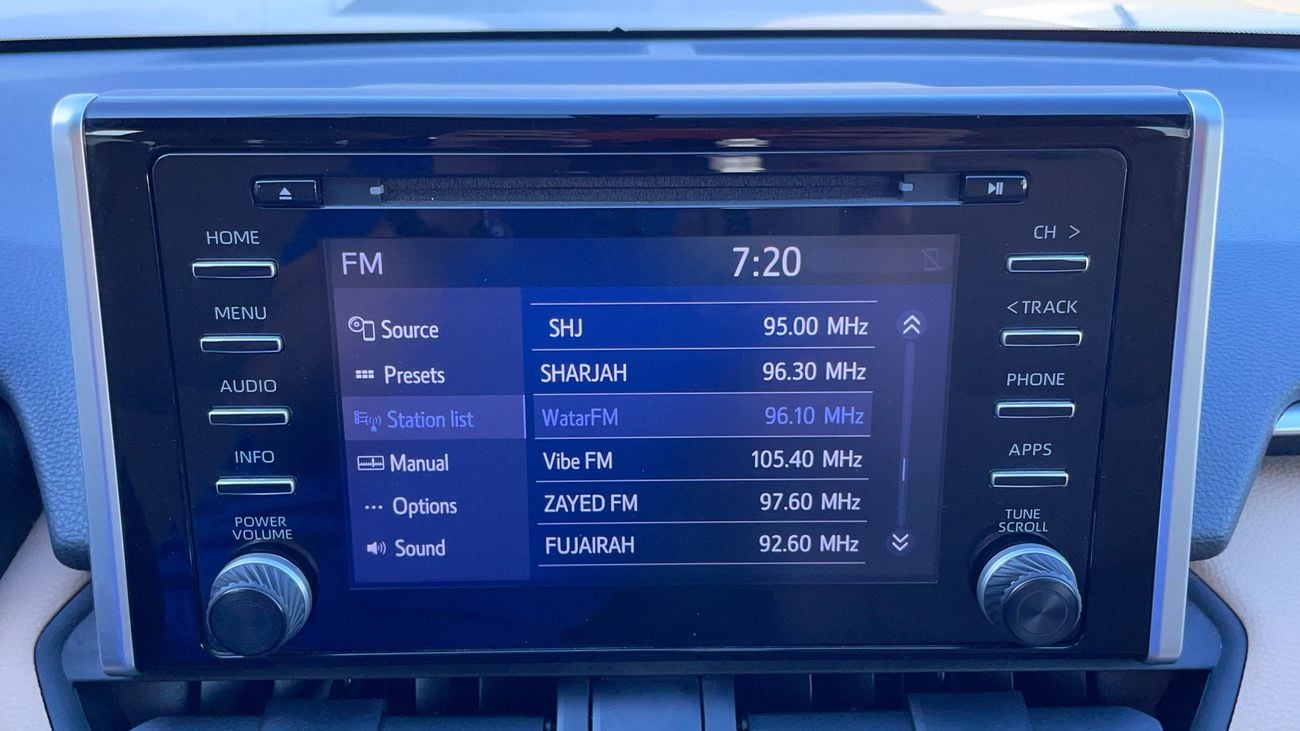 HOME
MENU
AUDIO
INFO
POWER
VOLUME
FM
7:20
Source
Presets
Station list
Manual
Options
Sound
SHJ 95.00 MHz
SHARJAH 96.30 MHz
WatarFM 96.10 MHz
Vibe FM 105.40 MHz
ZAYED FM 97.60 MHz
FUJAIRAH 92.60 MHz
CH >
< TRACK
PHONE
APPS
TUNE
SCROLL